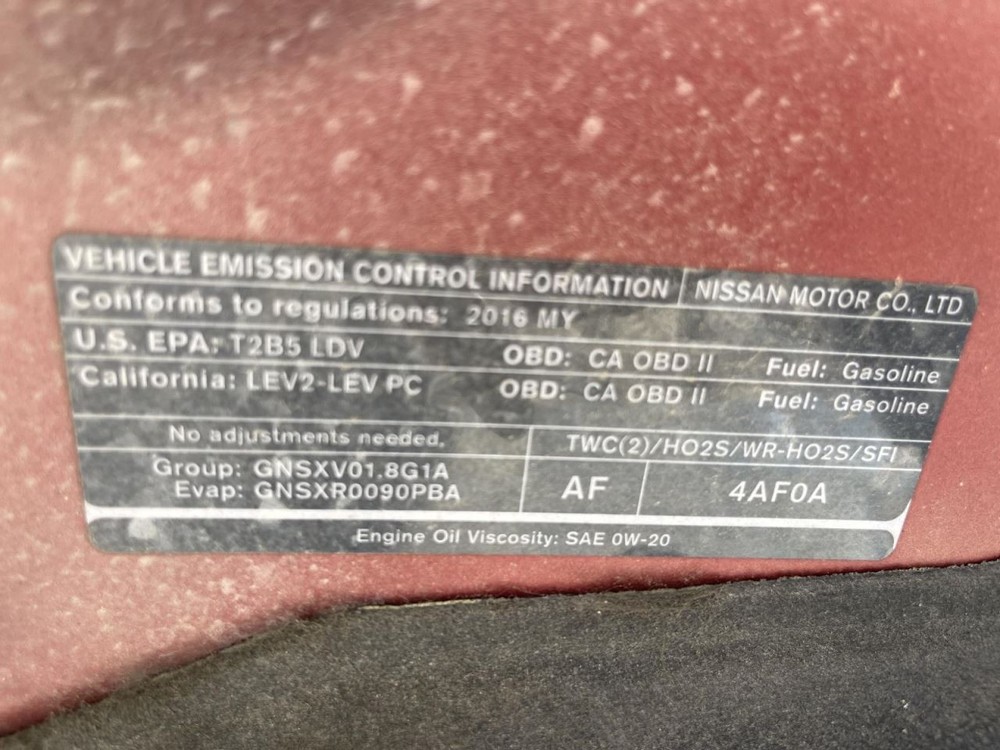 VEHICLE EMISSION CONTROL INFORMATION NISSAN MOTOR CO., LTD
Conforms to regulations: 2016 MY
U.S. EPA: T2B5 LDV OBD: CA OBD II Fuel: Gasoline
California: LEV2-LEV PC OBD: CA OBD II Fuel: Gasoline
No adjustments needed. TWC(2)/HO2S/WR-HO2S/SFI
Group: GNSXV01.8G1A
Evap: GNSXR0090PBA AF 4AF0A
Engine Oil Viscosity: SAE 0W-20